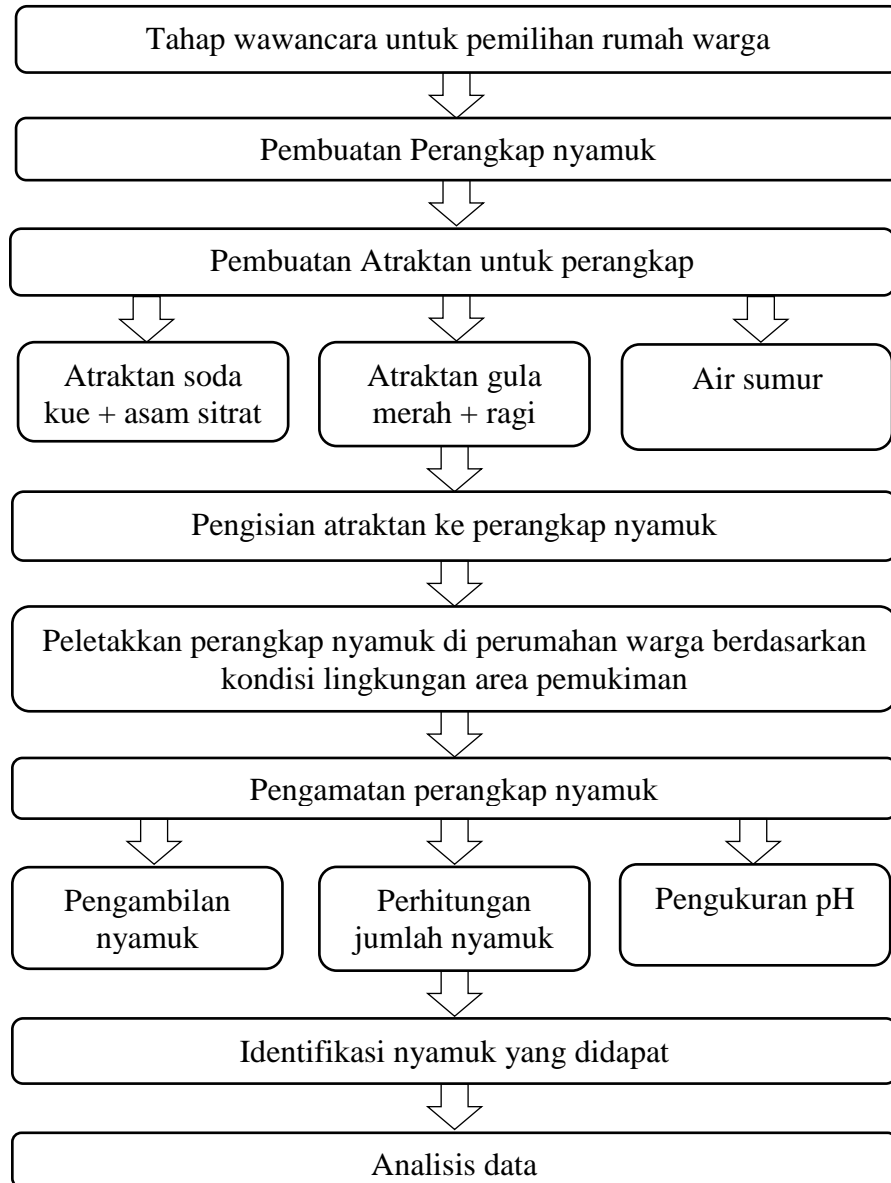 Tahap wawancara untuk pemilihan rumah warga
Pembuatan Perangkap nyamuk
Pembuatan Atraktan untuk perangkap
Atraktan soda
kue + asam sitrat
Atraktan gula
merah + ragi
Air sumur
Pengisian atraktan ke perangkap nyamuk
Peletakkan perangkap nyamuk di perumahan warga berdasarkan
kondisi lingkungan area pemukiman
Pengamatan perangkap nyamuk
Pengambilan
nyamuk
Perhitungan
jumlah nyamuk
Pengukuran pH
Identifikasi nyamuk yang didapat
Analisis data